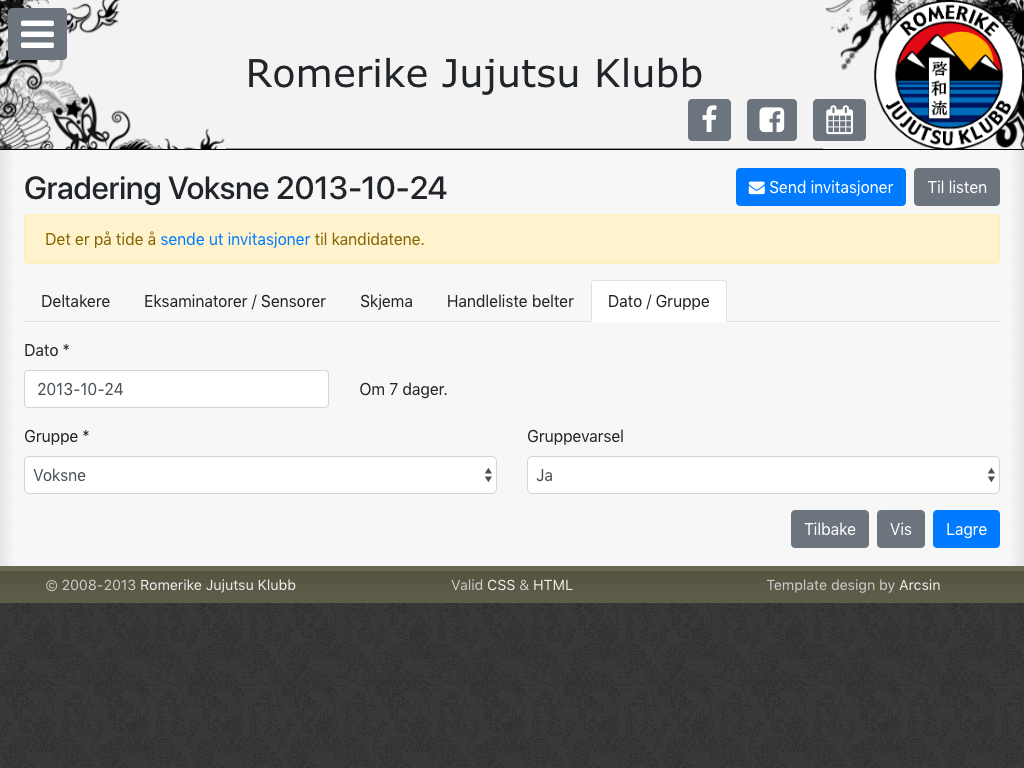 Romerike Jujutsu Klubb
ROMERIKE
啓和流
JUJUTSU KLUBB
Gradering Voksne 2013-10-24
Send invitasjoner
Til listen
Det er på tide å sende ut invitasjoner til kandidatene.
Deltakere
Eksaminatorer / Sensorer
Skjema
Handleliste belter
Dato / Gruppe
Dato *
2013-10-24
Om 7 dager.
Gruppe *
Gruppevarsel
Voksne
Ja
Tilbake
Vis
Lagre
© 2008-2013 Romerike Jujutsu Klubb
Valid CSS & HTML
Template design by Arcsin